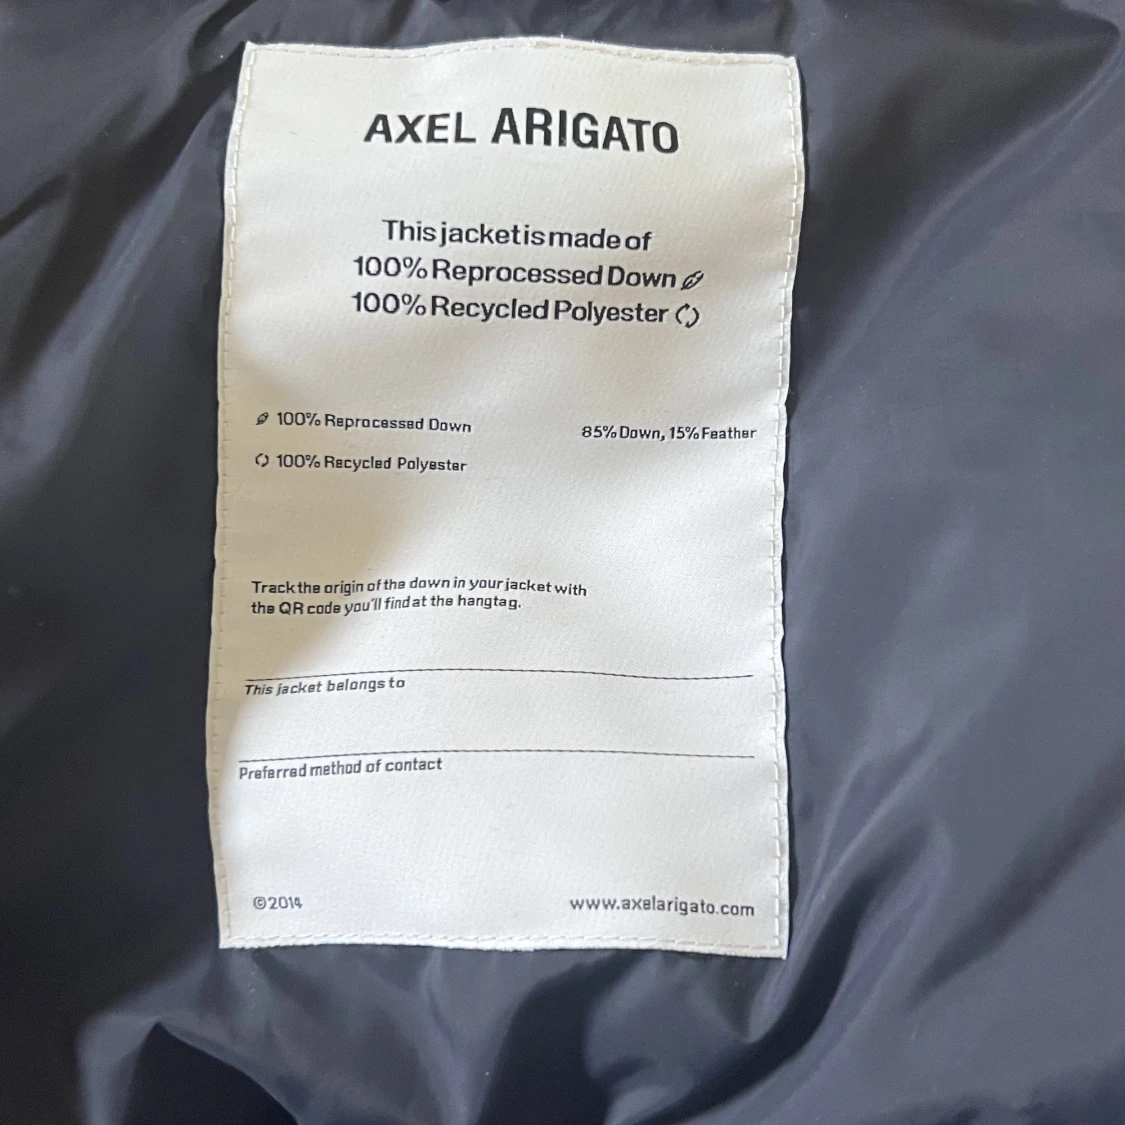 AXEL ARIGATO
This jacket is made of
100% Reprocessed Down
100% Recycled Polyester
100% Reprocessed Down 85% Down, 15% Feather
100% Recycled Polyester
Track the origin of the down in your jacket with
the QR code you'll find at the hangtag.
This jacket belongs to
Preferred method of contact
©2014 www.axelarigato.com